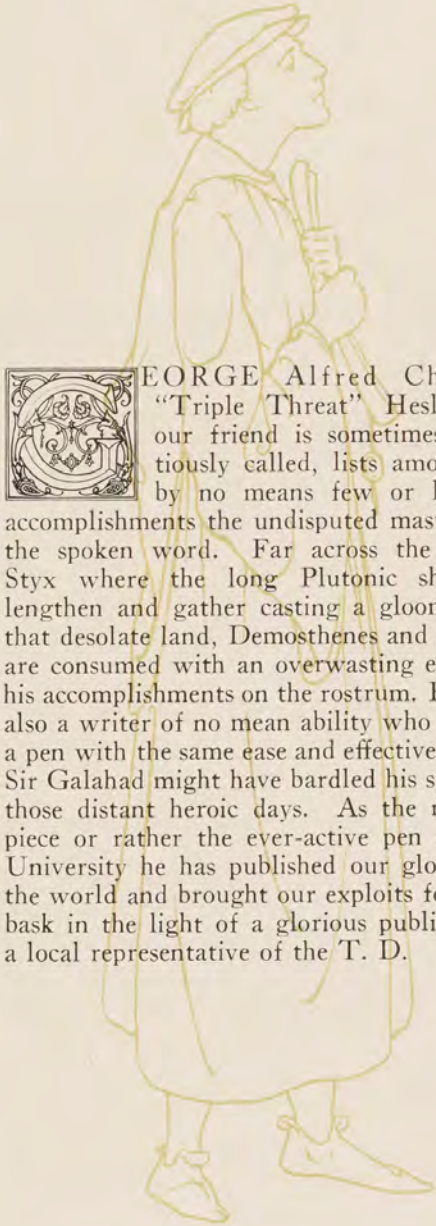 GEORGE Alfred Ch
"Triple Threat" Hesl
our friend is sometimes
tiously called, lists amo
by no means few or l
accomplishments the undisputed mas
the spoken word. Far across the
Styx where the long Plutonic sh
lengthen and gather casting a gloor
that desolate land, Demosthenes and
are consumed with an overwasting e
his accomplishments on the rostrum.
also a writer of no mean ability who
a pen with the same ease and effective
Sir Galahad might have bardled his s
those distant heroic days. As the
piece or rather the ever-active pen
University he has published our glo
the world and brought our exploits fo
bask in the light of a glorious publi
a local representative of the T. D.